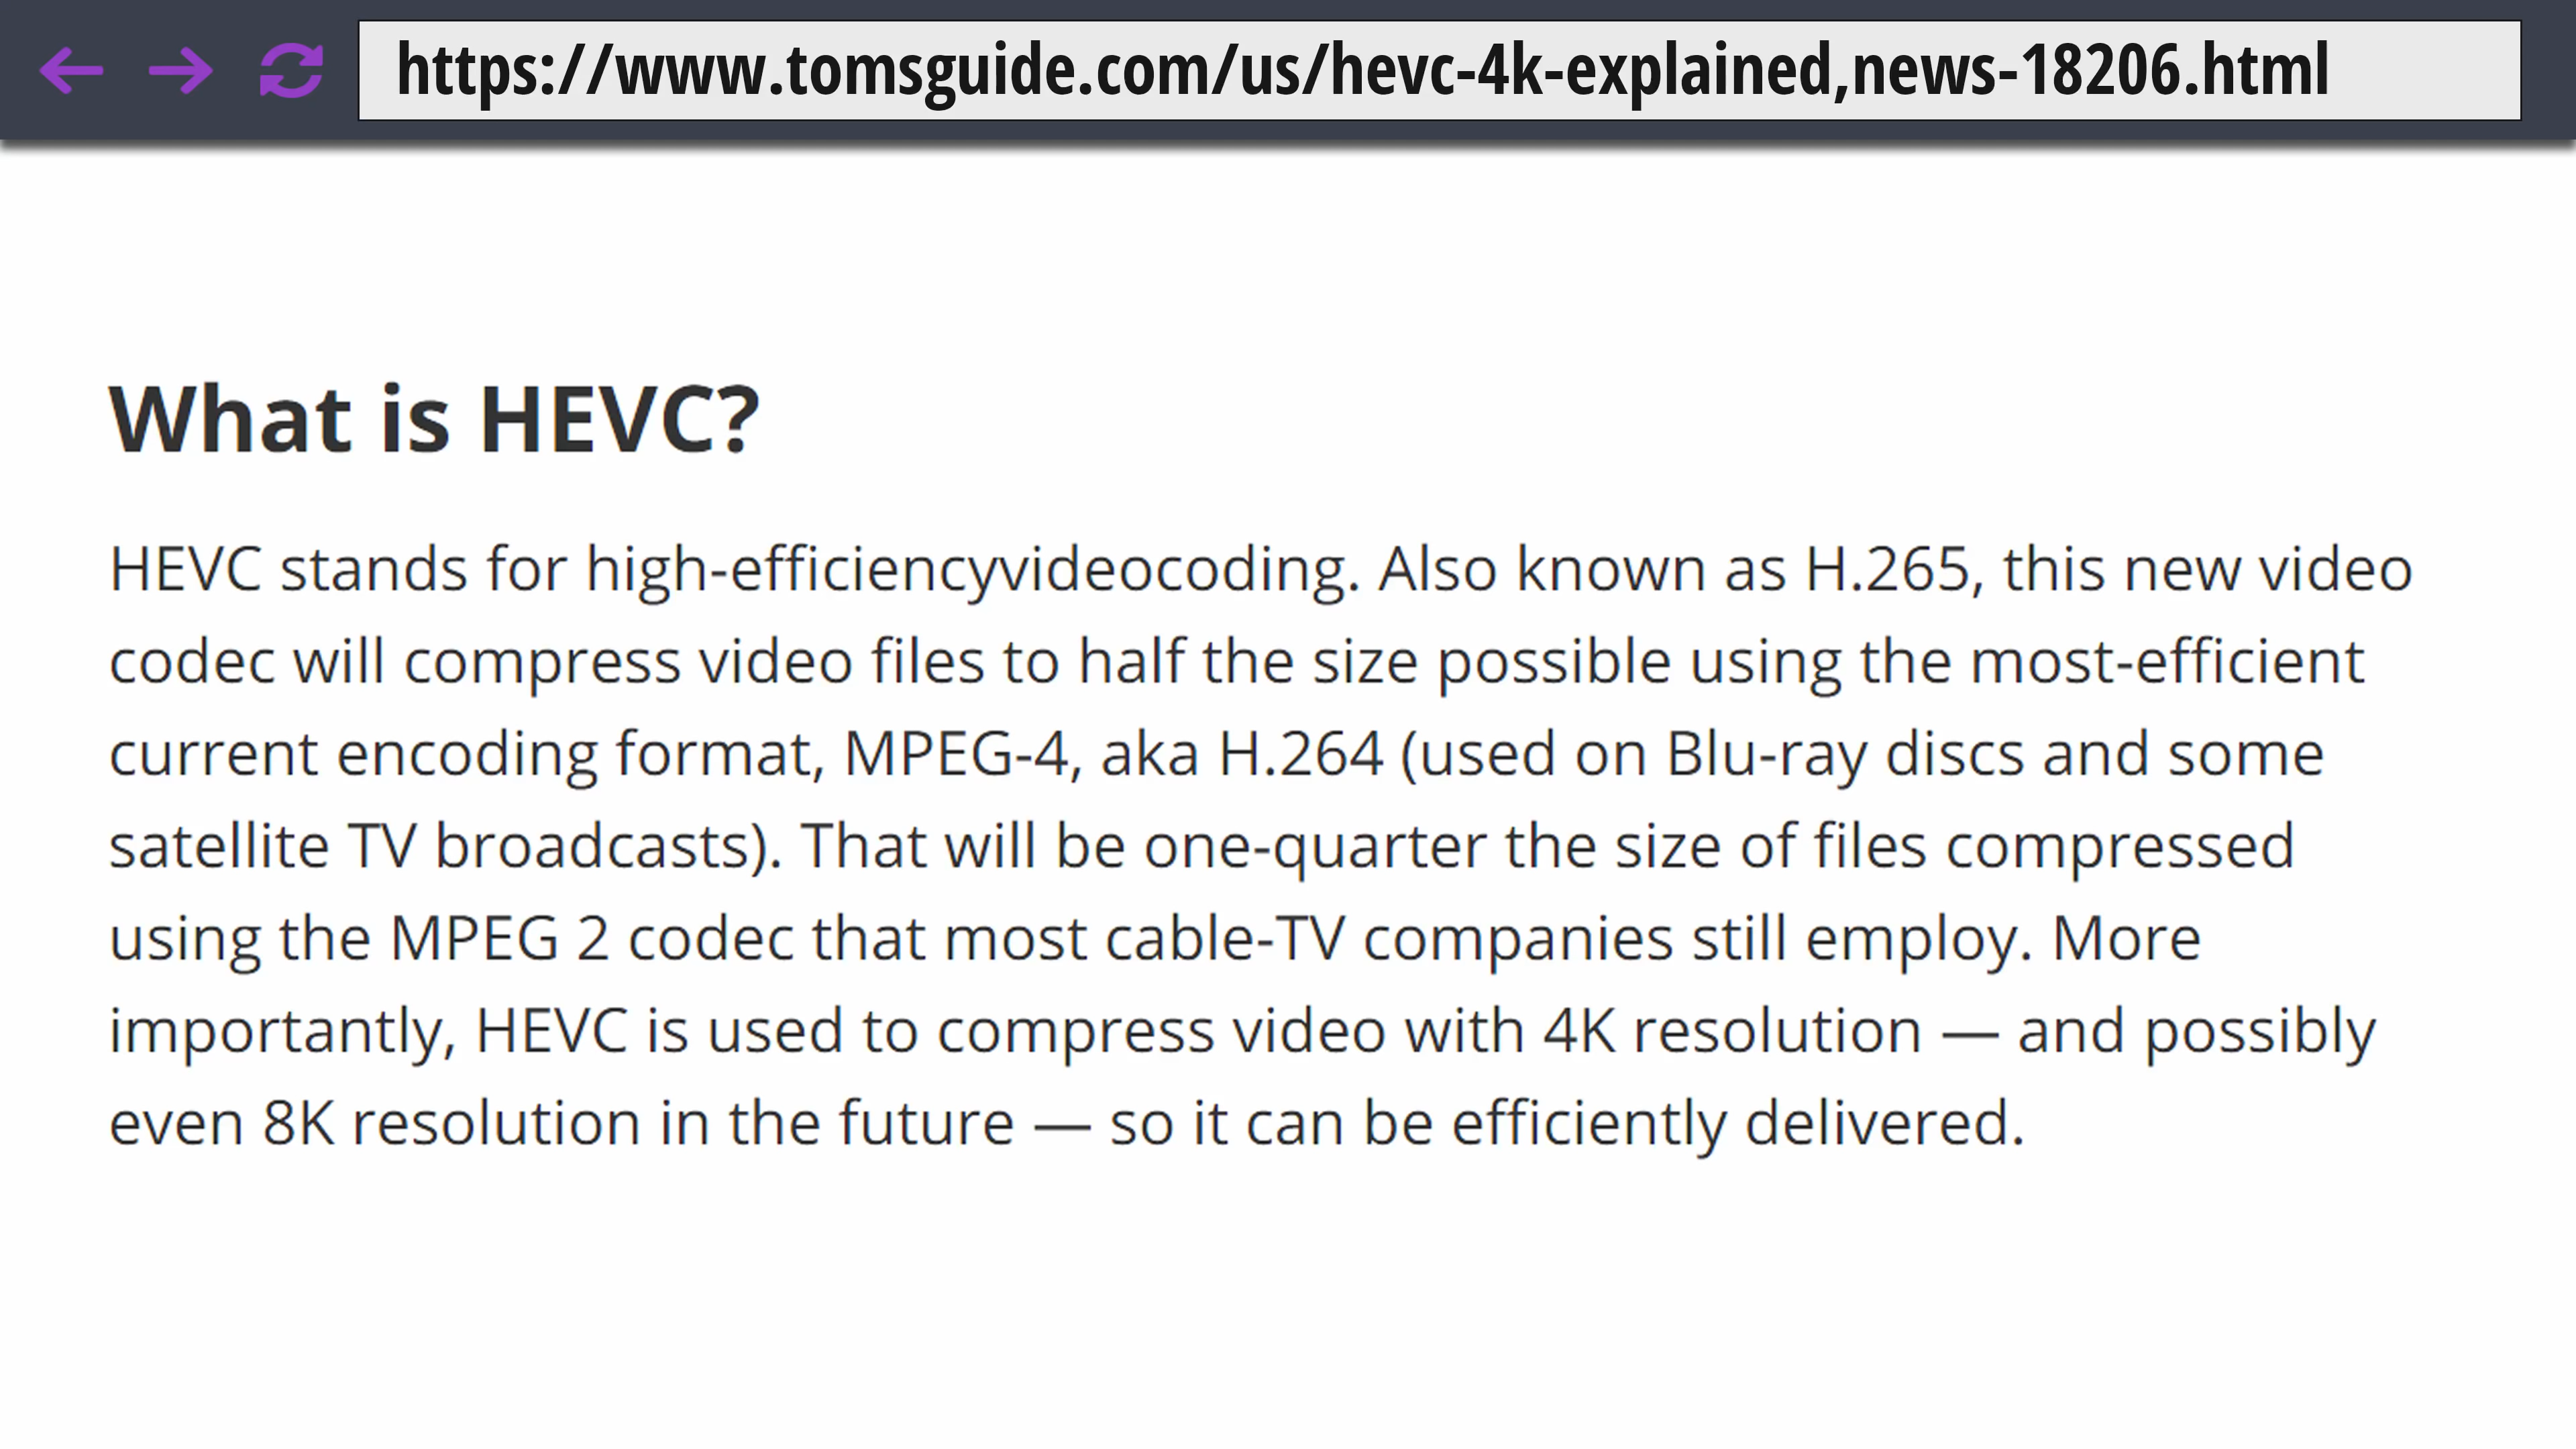 https://www.tomsguide.com/us/hevc-4k-explained,news-18206.html
What is HEVC?
HEVC stands for high-efficiencyvideocoding. Also known as H.265, this new video
codec will compress video files to half the size possible using the most-efficient
current encoding format, MPEG-4, aka H.264 (used on Blu-ray discs and some
satellite TV broadcasts). That will be one-quarter the size of files compressed
using the MPEG 2 codec that most cable-TV companies still employ. More
importantly, HEVC is used to compress video with 4K resolution — and possibly
even 8K resolution in the future — so it can be efficiently delivered.